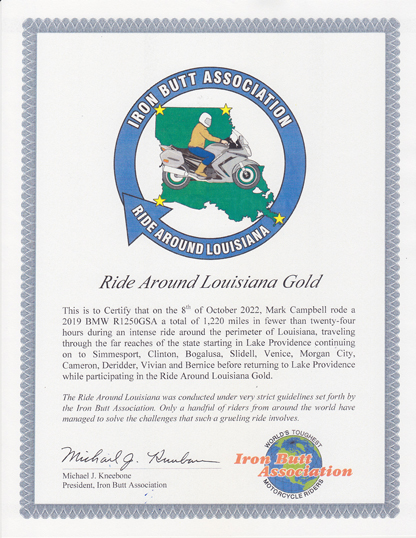 IRON BUTT ASSOCIATION
RIDE AROUND LOUISIANA
Ride Around Louisiana Gold
This is to Certify that on the 8th of October 2022, Mark Campbell rode a
2019 BMW R1250GSA a total of 1,220 miles in fewer than twenty-four
hours during an intense ride around the perimeter of Louisiana, traveling
through the far reaches of the state starting in Lake Providence continuing
on to Simmesport, Clinton, Bogalusa, Slidell, Venice, Morgan City,
Cameron, Deridder, Vivian and Bernice before returning to Lake Providence
while participating in the Ride Around Louisiana Gold.
The Ride Around Louisiana was conducted under very strict guidelines set forth by
the Iron Butt Association. Only a handful of riders from around the world have
managed to solve the challenges that such a grueling ride involves.
Michael J. Kneebone
Michael J. Kneebone
President, Iron Butt Association
WORLD'S TOUGHEST
Iron Butt
Association
MOTORCYCLE RIDERS